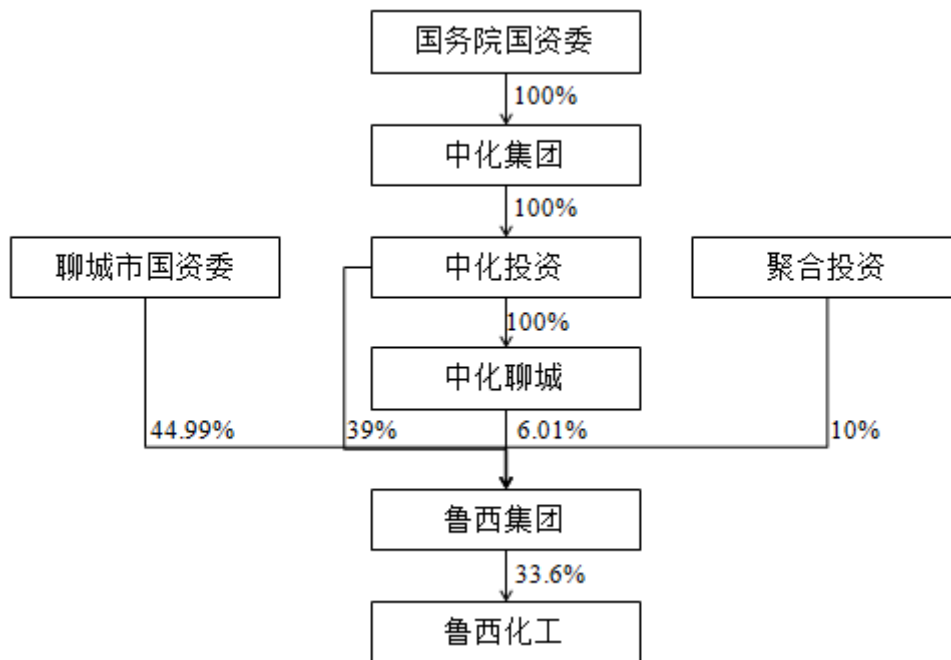 国务院国资委
100%
中化集团
100%
聊城市国资委
中化投资
聚合投资
100%
中化聊城
44.99%
39%
6.01%
10%
鲁西集团
33.6%
鲁西化工